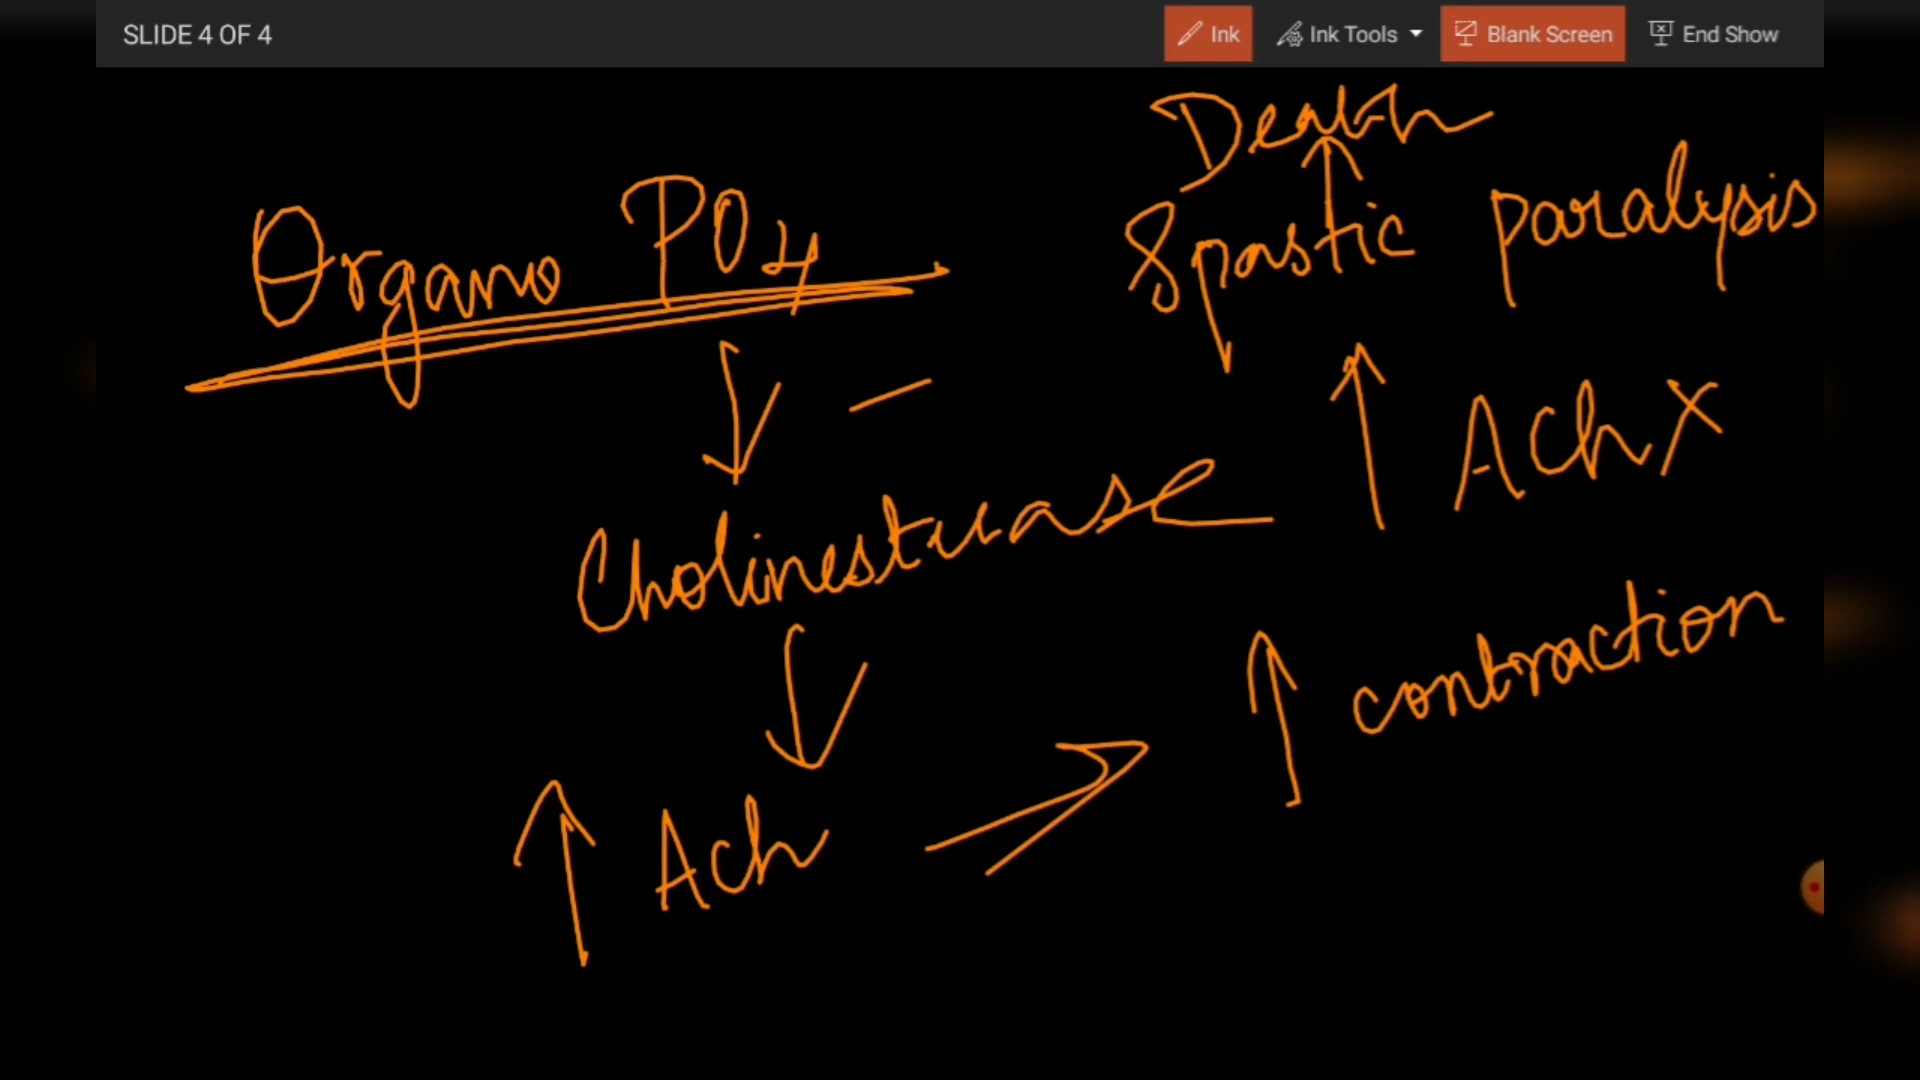 SLIDE 4 OF 4
Ink
Ink Tools
Blank Screen
End Show
Death
Organo PO4
Spastic paralysis
↓ –
↑ AChX
Cholinesterase
↑ contraction
↑ Ach